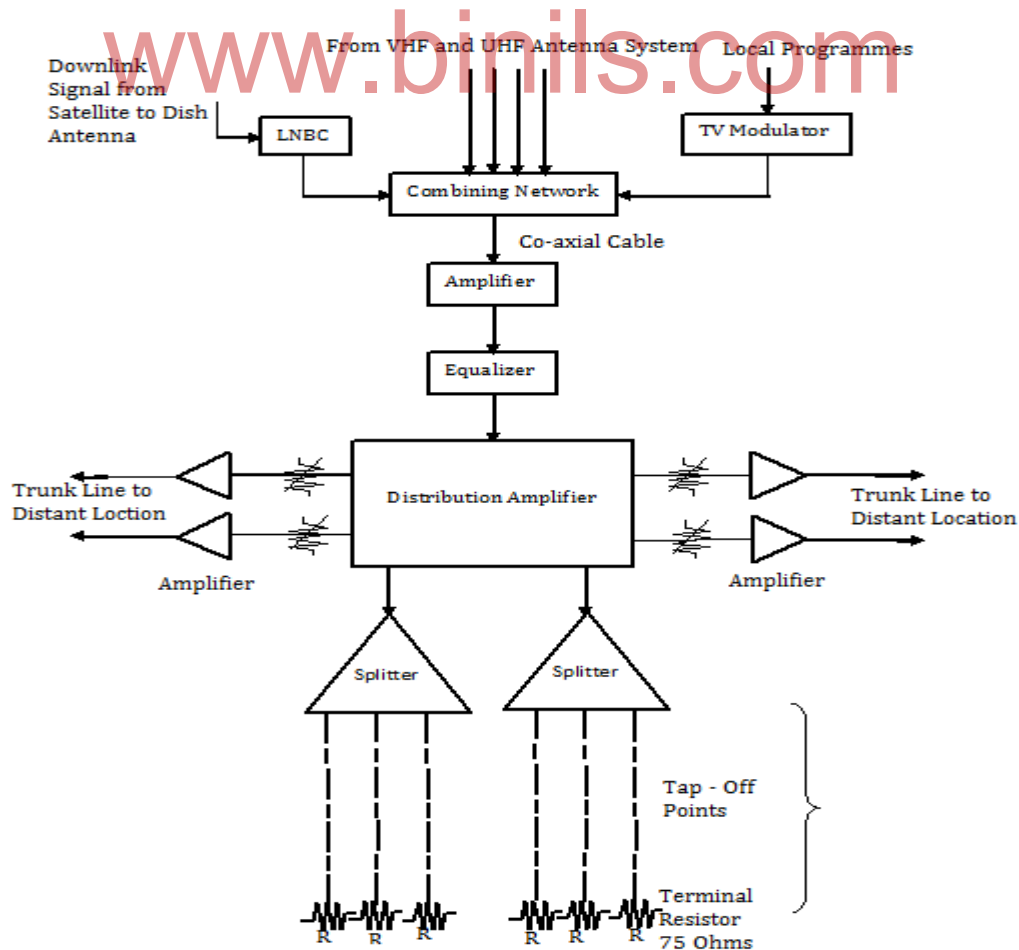 www.binils.com
From VHF and UHF Antenna System
Local Programmes
Downlink
Signal from
Satellite to Dish
Antenna
LNBC
TV Modulator
Combining Network
Co-axial Cable
Amplifier
Equalizer
Distribution Amplifier
Trunk Line to
Distant Loction
Trunk Line to
Distant Location
Amplifier
Amplifier
Splitter
Splitter
Tap - Off
Points
Terminal
Resistor
75 Ohms
R
R
R
R
R
R